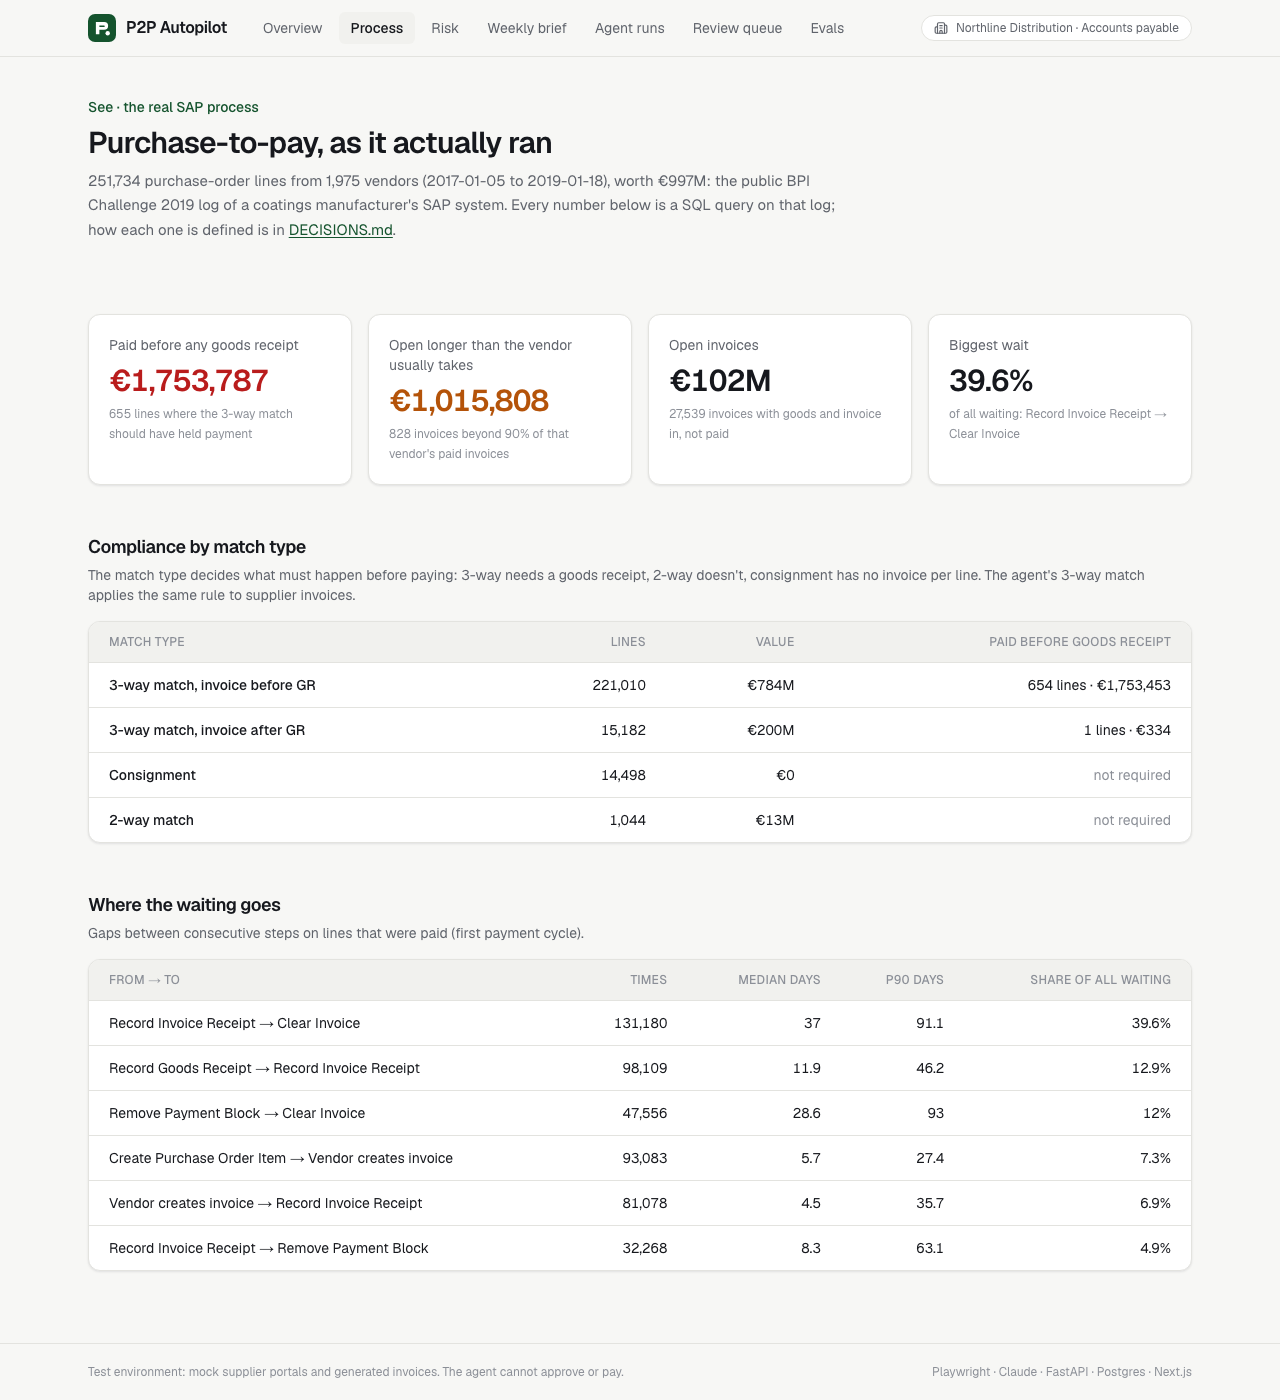 P2P Autopilot
Overview
Process
Risk
Weekly brief
Agent runs
Review queue
Evals
Northline Distribution · Accounts payable
See · the real SAP process
Purchase-to-pay, as it actually ran
251,734 purchase-order lines from 1,975 vendors (2017-01-05 to 2019-01-18), worth €997M: the public BPI
Challenge 2019 log of a coatings manufacturer's SAP system. Every number below is a SQL query on that log;
how each one is defined is in DECISIONS.md.
Paid before any goods receipt
€1,753,787
655 lines where the 3-way match
should have held payment
Open longer than the vendor
usually takes
€1,015,808
828 invoices beyond 90% of that
vendor's paid invoices
Open invoices
€102M
27,539 invoices with goods and invoice
in, not paid
Biggest wait
39.6%
of all waiting: Record Invoice Receipt →
Clear Invoice
Compliance by match type
The match type decides what must happen before paying: 3-way needs a goods receipt, 2-way doesn't, consignment has no invoice per line. The agent's 3-way match
applies the same rule to supplier invoices.
MATCH TYPE LINES VALUE PAID BEFORE GOODS RECEIPT
3-way match, invoice before GR 221,010 €784M 654 lines · €1,753,453
3-way match, invoice after GR 15,182 €200M 1 lines · €334
Consignment 14,498 €0 not required
2-way match 1,044 €13M not required
Where the waiting goes
Gaps between consecutive steps on lines that were paid (first payment cycle).
FROM → TO TIMES MEDIAN DAYS P90 DAYS SHARE OF ALL WAITING
Record Invoice Receipt → Clear Invoice 131,180 37 91.1 39.6%
Record Goods Receipt → Record Invoice Receipt 98,109 11.9 46.2 12.9%
Remove Payment Block → Clear Invoice 47,556 28.6 93 12%
Create Purchase Order Item → Vendor creates invoice 93,083 5.7 27.4 7.3%
Vendor creates invoice → Record Invoice Receipt 81,078 4.5 35.7 6.9%
Record Invoice Receipt → Remove Payment Block 32,268 8.3 63.1 4.9%
Test environment: mock supplier portals and generated invoices. The agent cannot approve or pay.
Playwright · Claude · FastAPI · Postgres · Next.js